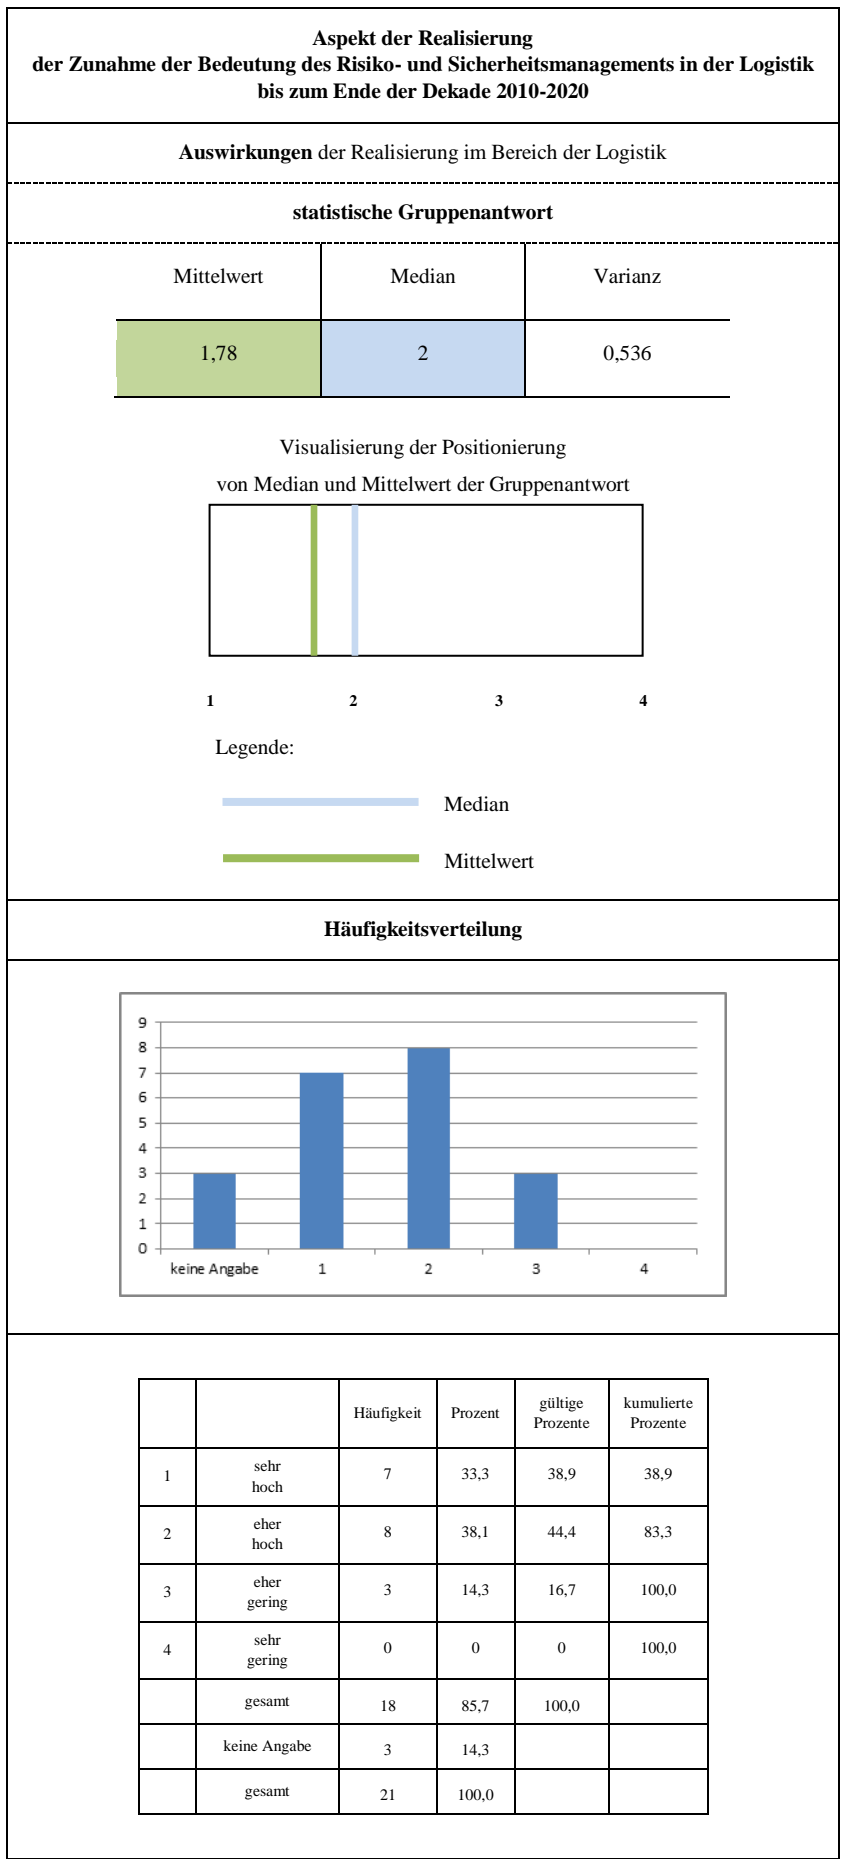 Aspekt der Realisierung
der Zunahme der Bedeutung des Risiko- und Sicherheitsmanagements in der Logistik
bis zum Ende der Dekade 2010-2020
Auswirkungen der Realisierung im Bereich der Logistik
statistische Gruppenantwort
Mittelwert Median Varianz
1,78 2 0,536
Visualisierung der Positionierung
von Median und Mittelwert der Gruppenantwort
1 2 3 4
Legende:
Median
Mittelwert
Häufigkeitsverteilung
9
8
7
6
5
4
3
2
1
0
keine Angabe 1 2 3 4
Häufigkeit Prozent gültige Prozente kumulierte Prozente
1 sehr hoch 7 33,3 38,9 38,9
2 eher hoch 8 38,1 44,4 83,3
3 eher gering 3 14,3 16,7 100,0
4 sehr gering 0 0 0 100,0
gesamt 18 85,7 100,0
keine Angabe 3 14,3
gesamt 21 100,0